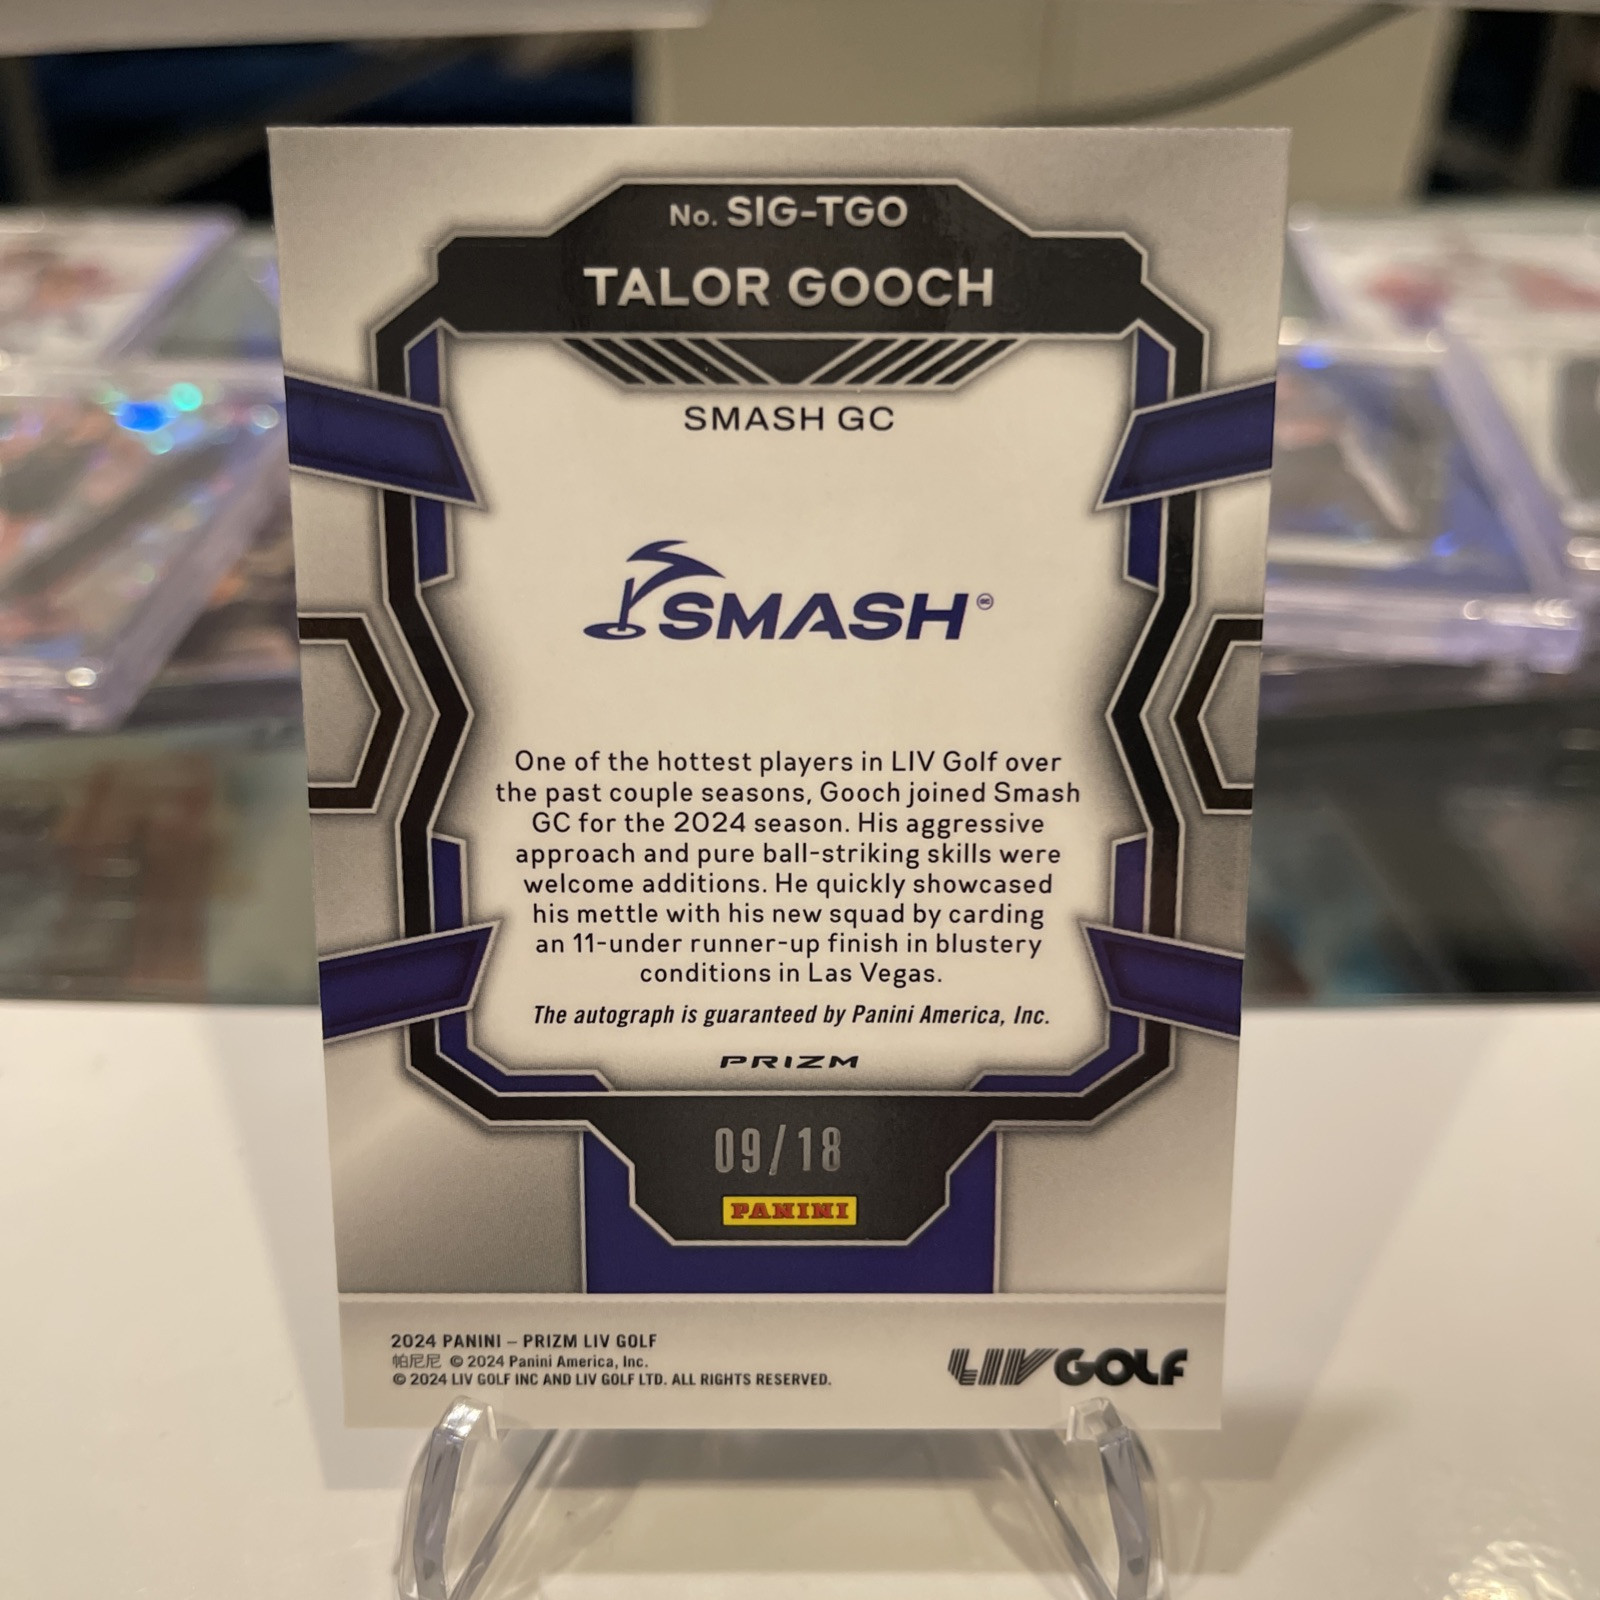 No. SIG-TGO
TALOR GOOCH
SMASH GC
SMASH GC
One of the hottest players in LIV Golf over
the past couple seasons, Gooch joined Smash
GC for the 2024 season. His aggressive
approach and pure ball-striking skills were
welcome additions. He quickly showcased
his mettle with his new squad by carding
an 11-under runner-up finish in blustery
conditions in Las Vegas.
The autograph is guaranteed by Panini America, Inc.
PRIZM
09/18
PANINI
2024 PANINI – PRIZM LIV GOLF
帕尼尼 © 2024 Panini America, Inc.
© 2024 LIV GOLF INC AND LIV GOLF LTD. ALL RIGHTS RESERVED.
LIV GOLF